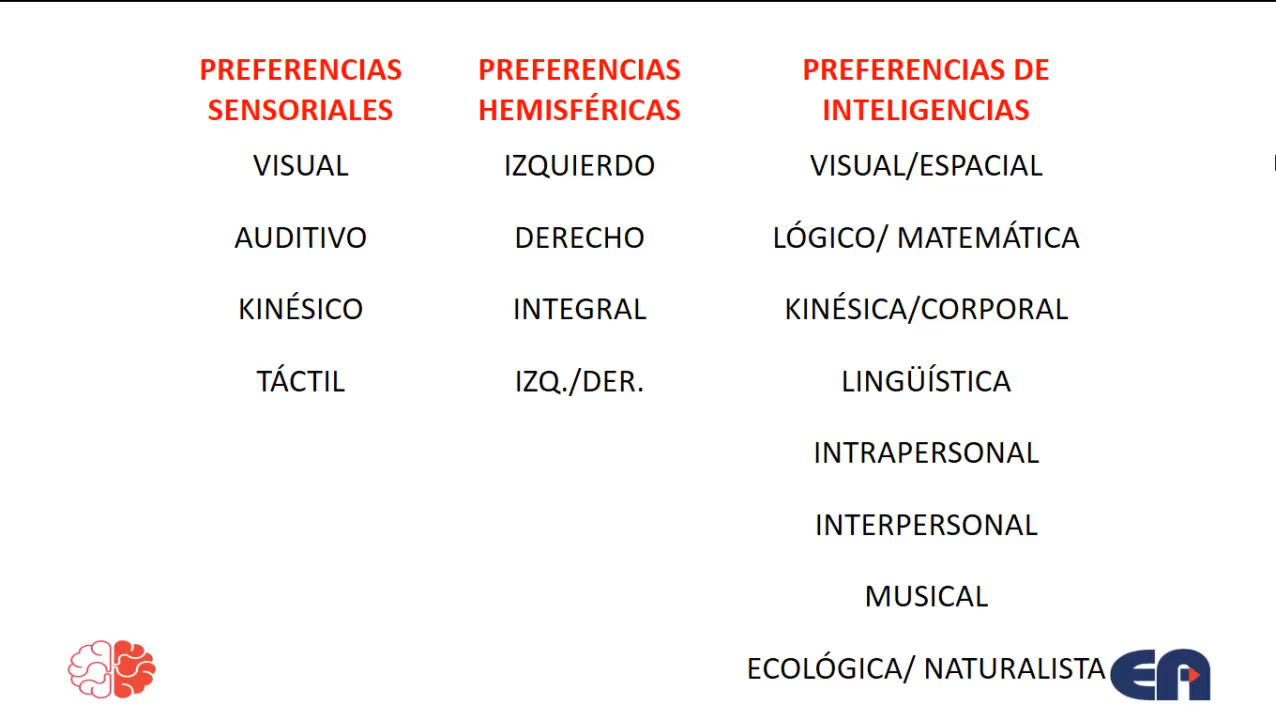 PREFERENCIAS
SENSORIALES
VISUAL
AUDITIVO
KINÉSICO
TÁCTIL
PREFERENCIAS
HEMISFÉRICAS
IZQUIERDO
DERECHO
INTEGRAL
IZQ./DER.
PREFERENCIAS DE
INTELIGENCIAS
VISUAL/ESPACIAL
LÓGICO/ MATEMÁTICA
KINÉSICA/CORPORAL
LINGÜÍSTICA
INTRAPERSONAL
INTERPERSONAL
MUSICAL
ECOLÓGICA/ NATURALISTA
EA